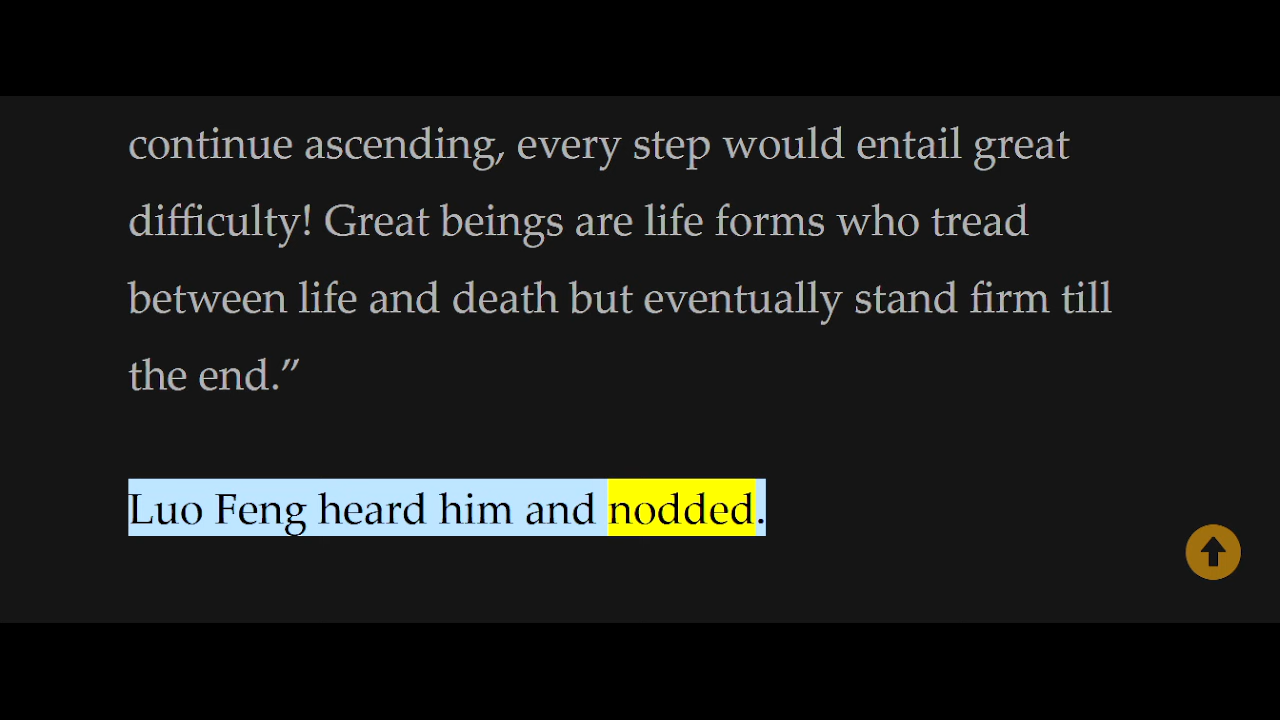 continue ascending, every step would entail great
difficulty! Great beings are life forms who tread
between life and death but eventually stand firm till
the end.”
Luo Feng heard him and nodded.